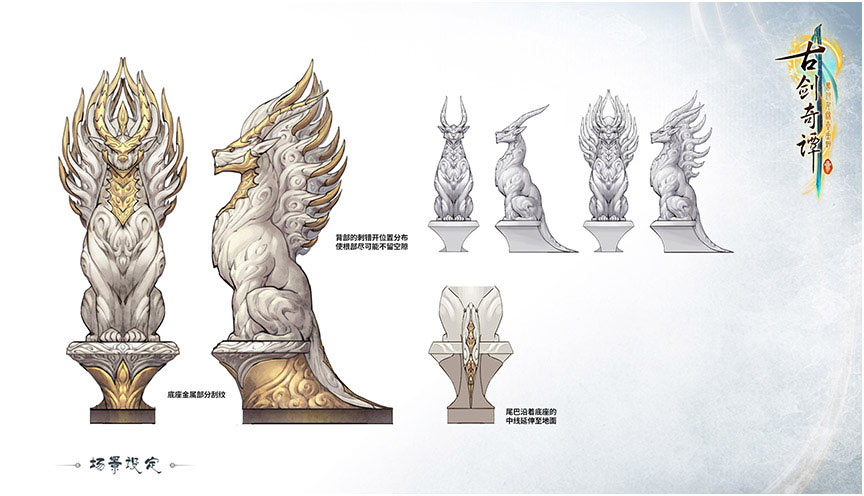 古剑奇谭
背部的刺错开位置分布
使根部尽可能不留空隙
底座金属部分刮纹
尾巴沿着底座的
中线延伸至地面
场景设定